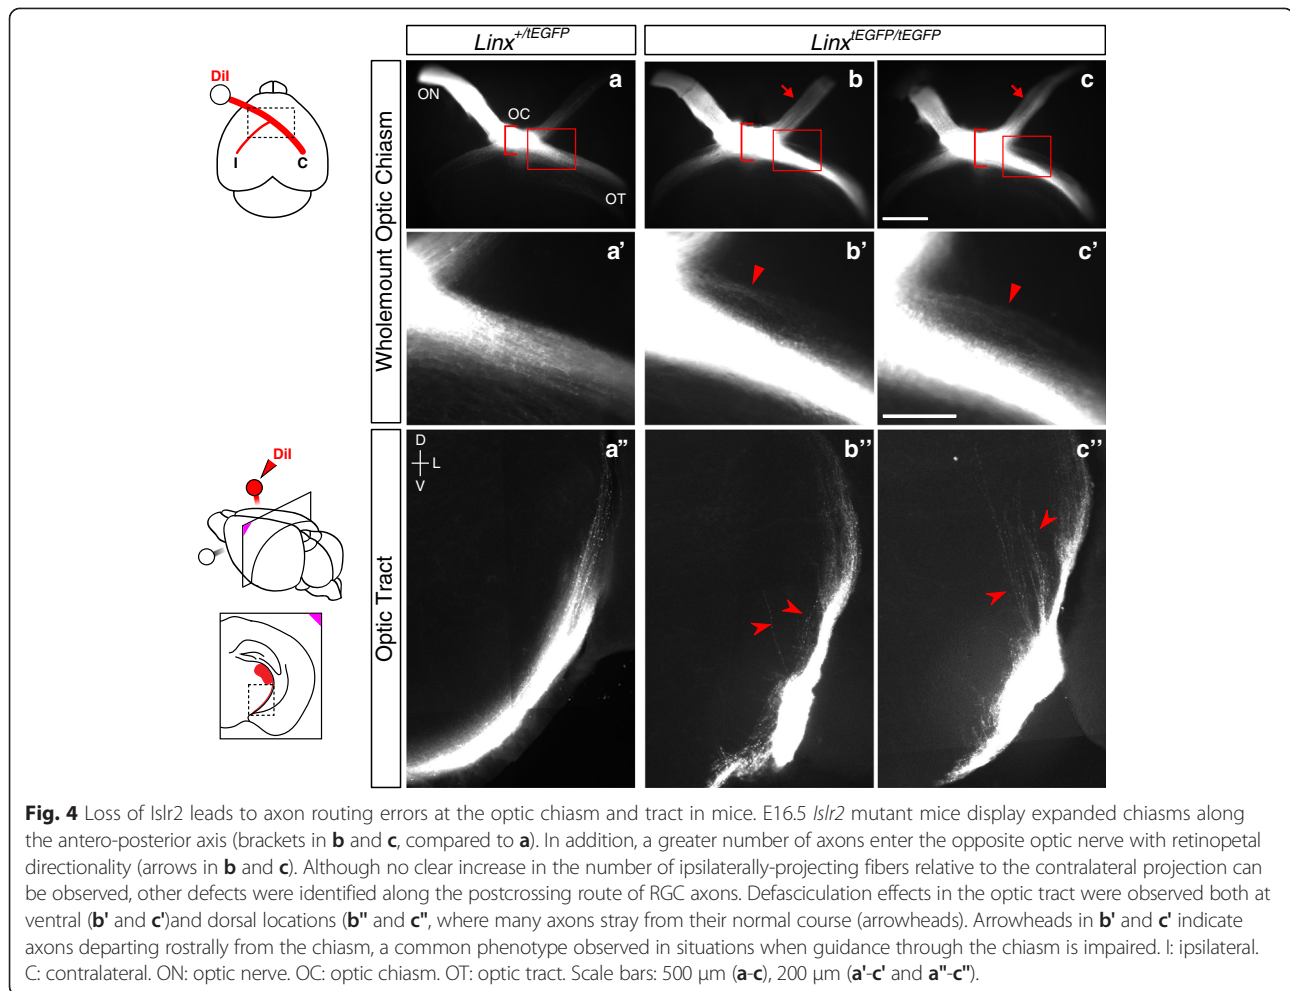 Linx+/tEGFP
LinxtEGFP/tEGFP
DiI
I
C
Wholemount Optic Chiasm
a
ON
OC
OT
b
c
a'
b'
c'
DiI
Optic Tract
a"
D
L
V
b''
c''
Fig. 4 Loss of Islr2 leads to axon routing errors at the optic chiasm and tract in mice. E16.5 Islr2 mutant mice display expanded chiasms along
the antero-posterior axis (brackets in b and c, compared to a). In addition, a greater number of axons enter the opposite optic nerve with retinopetal
directionality (arrows in b and c). Although no clear increase in the number of ipsilaterally-projecting fibers relative to the contralateral projection can
be observed, other defects were identified along the postcrossing route of RGC axons. Defasciculation effects in the optic tract were observed both at
ventral (b' and c')and dorsal locations (b" and c", where many axons stray from their normal course (arrowheads). Arrowheads in b' and c' indicate
axons departing rostrally from the chiasm, a common phenotype observed in situations when guidance through the chiasm is impaired. I: ipsilateral.
C: contralateral. ON: optic nerve. OC: optic chiasm. OT: optic tract. Scale bars: 500 μm (a-c), 200 μm (a'-c' and a"-c").